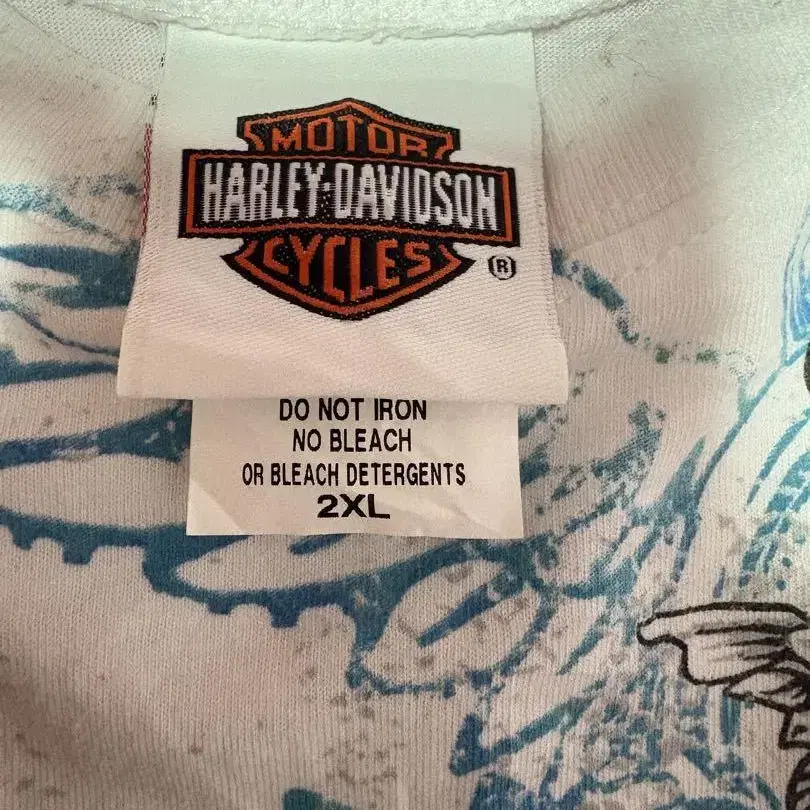 MOTOR
HARLEY-DAVIDSON
CYCLES
®
DO NOT IRON
NO BLEACH
OR BLEACH DETERGENTS
2XL